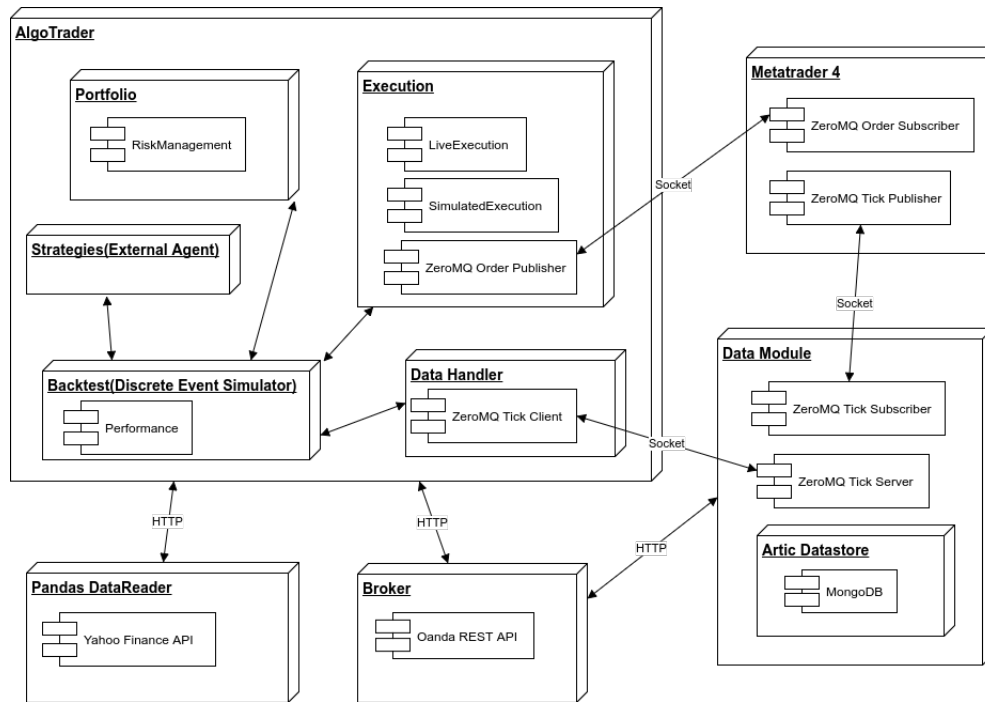 AlgoTrader
Portfolio
RiskManagement
Execution
LiveExecution
SimulatedExecution
ZeroMQ Order Publisher
Strategies(External Agent)
Backtest(Discrete Event Simulator)
Performance
Data Handler
ZeroMQ Tick Client
Metatrader 4
ZeroMQ Order Subscriber
ZeroMQ Tick Publisher
Socket
Socket
Data Module
ZeroMQ Tick Subscriber
ZeroMQ Tick Server
Socket
Artic Datastore
MongoDB
HTTP
HTTP
HTTP
Pandas DataReader
Yahoo Finance API
Broker
Oanda REST API